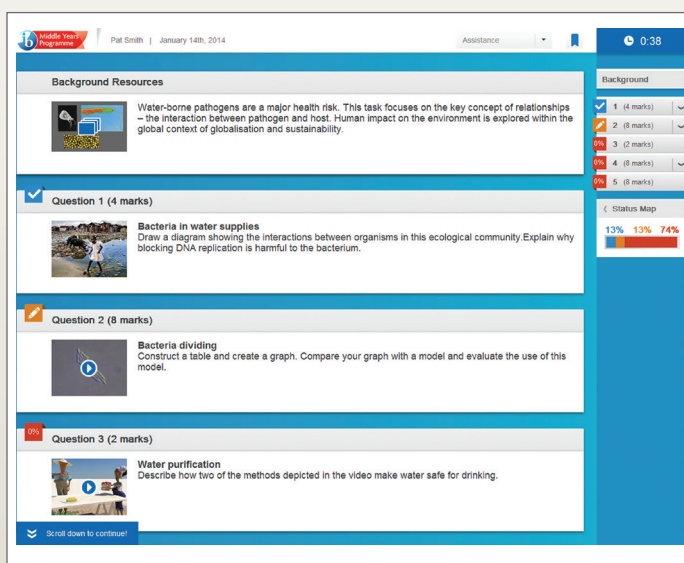 ib Middle Years
Programme
Pat Smith | January 14th, 2014
Assistance
0:38
Background Resources
Water-borne pathogens are a major health risk. This task focuses on the key concept of relationships
– the interaction between pathogen and host. Human impact on the environment is explored within the
global context of globalisation and sustainability.
Question 1 (4 marks)
Bacteria in water supplies
Draw a diagram showing the interactions between organisms in this ecological community.Explain why
blocking DNA replication is harmful to the bacterium.
Question 2 (8 marks)
Bacteria dividing
Construct a table and create a graph. Compare your graph with a model and evaluate the use of this
model.
0%
Question 3 (2 marks)
Water purification
Describe how two of the methods depicted in the video make water safe for drinking.
Scroll down to continue!
Background
1 (4 marks)
2 (8 marks)
0% 3 (2 marks)
0% 4 (8 marks)
0% 5 (8 marks)
Status Map
13% 13% 74%